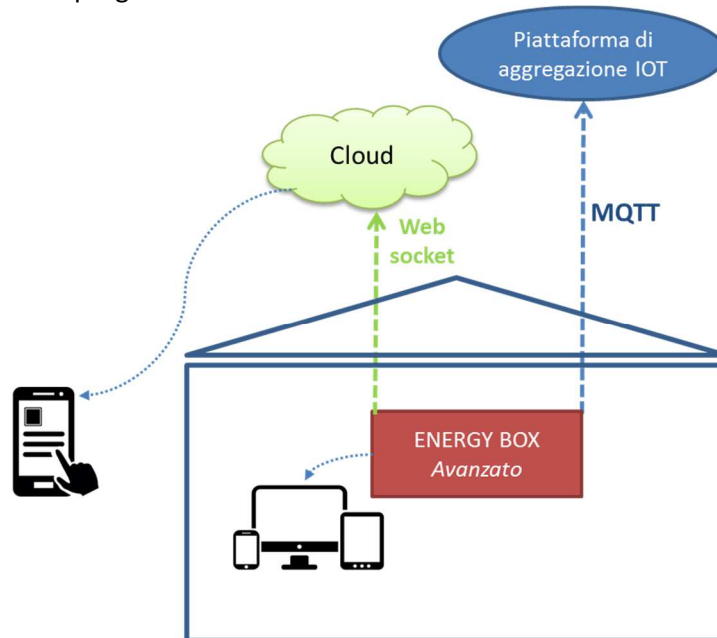 Piattaforma di
aggregazione IOT
Cloud
Web
socket
MQTT
ENERGY BOX
Avanzato